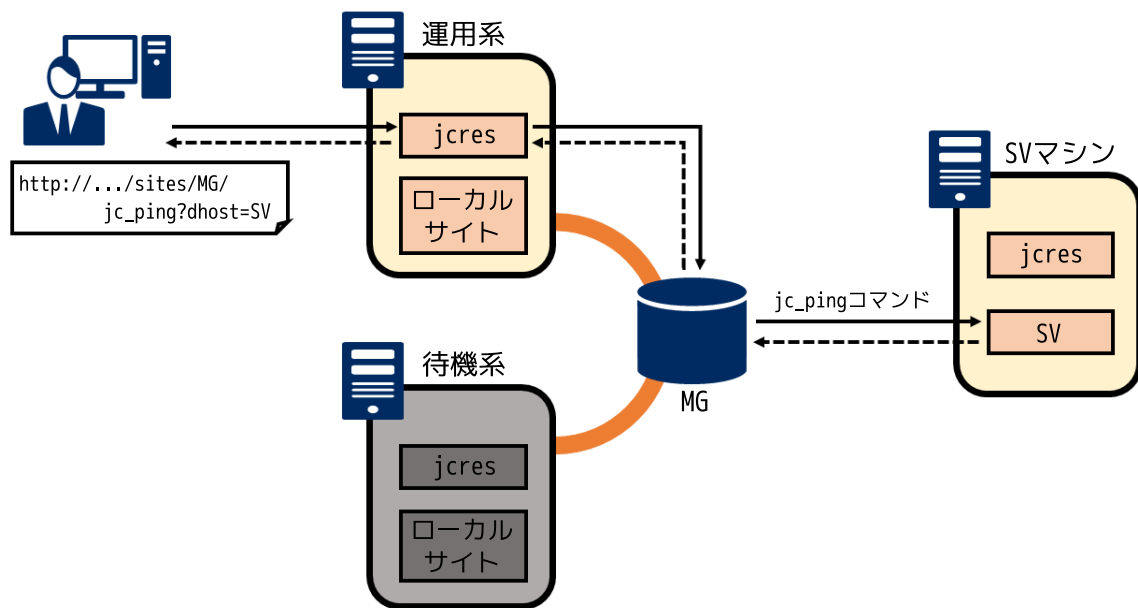 運用系
jcres
ローカル
サイト
http://.../sites/MG/
jc_ping?dhost=SV
SVマシン
jcres
SV
jc_pingコマンド
MG
待機系
jcres
ローカル
サイト